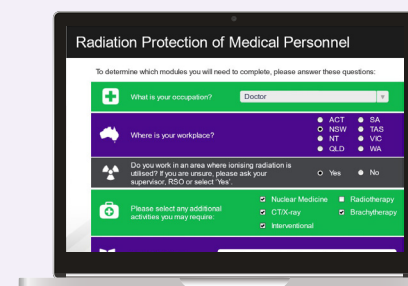 Radiation Protection of Medical Personnel
To determine which modules you will need to complete, please answer these questions:
What is your occupation?
Doctor
Where is your workplace?
ACT
SA
NSW
TAS
NT
VIC
QLD
WA
Do you work in an area where ionising radiation is
utilised? If you are unsure, please ask your
supervisor, RSO or select 'Yes'.
Yes
No
Please select any additional
activities you may require:
Nuclear Medicine
Radiotherapy
CT/X-ray
Brachytherapy
Interventional